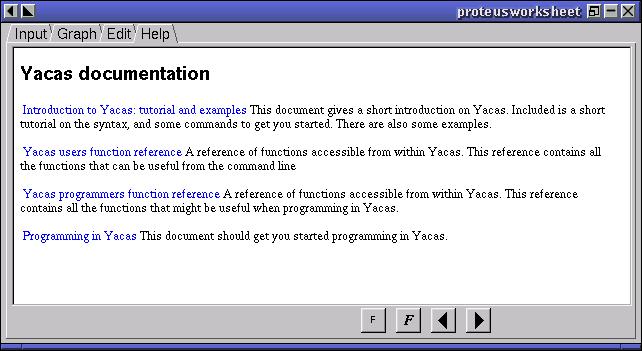 proteusworksheet
Input Graph Edit Help
Yacas documentation
Introduction to Yacas: tutorial and examples This document gives a short introduction on Yacas. Included is a short
tutorial on the syntax, and some commands to get you started. There are also some examples.
Yacas users function reference A reference of functions accessible from within Yacas. This reference contains all
the functions that can be useful from the command line
Yacas programmers function reference A reference of functions accessible from within Yacas. This reference
contains all the functions that might be useful when programming in Yacas.
Programming in Yacas This document should get you started programming in Yacas.
F F